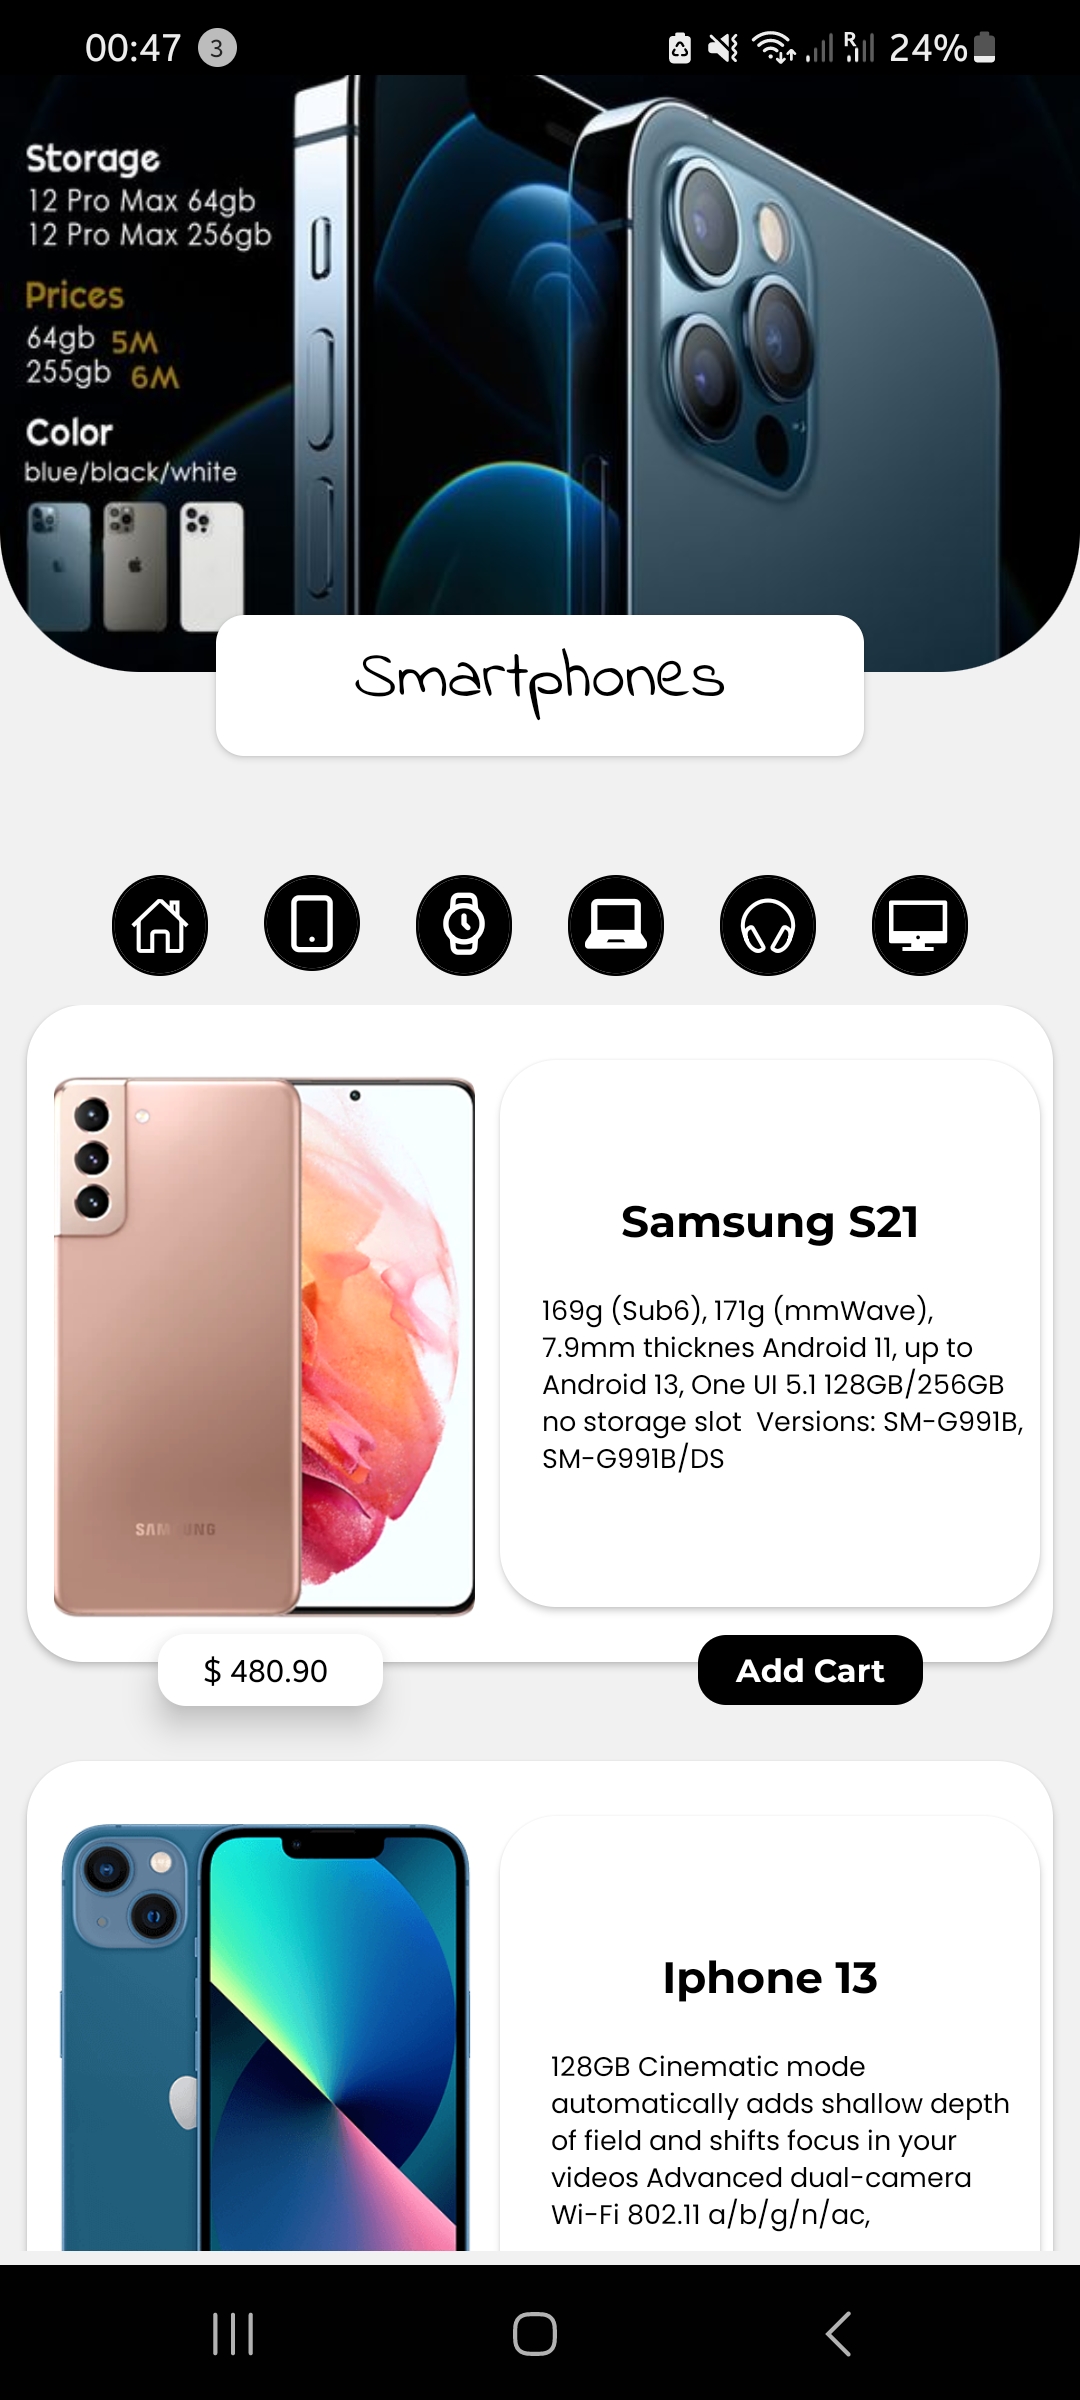 00:47 3 R 24%
Storage
12 Pro Max 64gb
12 Pro Max 256gb
Prices
64gb 5M
255gb 6M
Color
blue/black/white
Smartphones
Samsung S21
169g (Sub6), 171g (mmWave),
7.9mm thicknes Android 11, up to
Android 13, One UI 5.1 128GB/256GB
no storage slot  Versions: SM-G991B,
SM-G991B/DS
SAMSUNG
$ 480.90
Add Cart
Iphone 13
128GB Cinematic mode
automatically adds shallow depth
of field and shifts focus in your
videos Advanced dual-camera
Wi-Fi 802.11 a/b/g/n/ac,